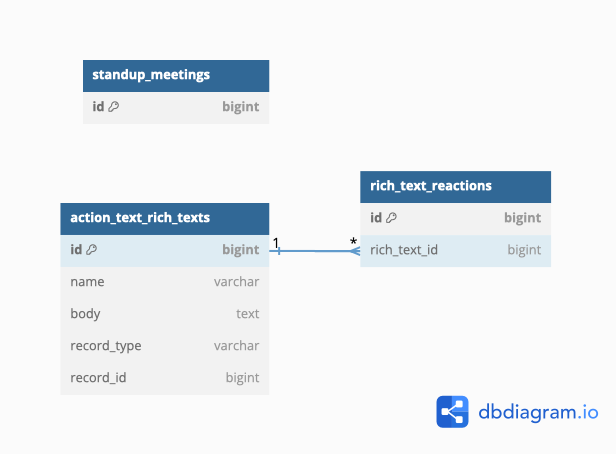 standup_meetings
id bigint
rich_text_reactions
id bigint
rich_text_id bigint
action_text_rich_texts
id bigint
name varchar
body text
record_type varchar
record_id bigint
1 *
dbdiagram.io